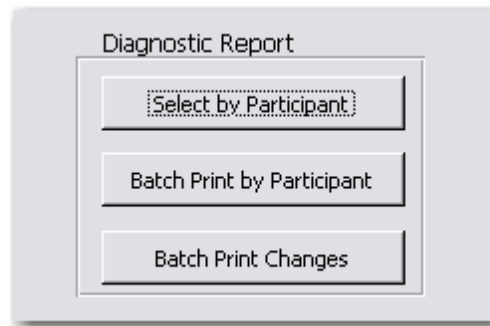 Diagnostic Report
Select by Participant
Batch Print by Participant
Batch Print Changes